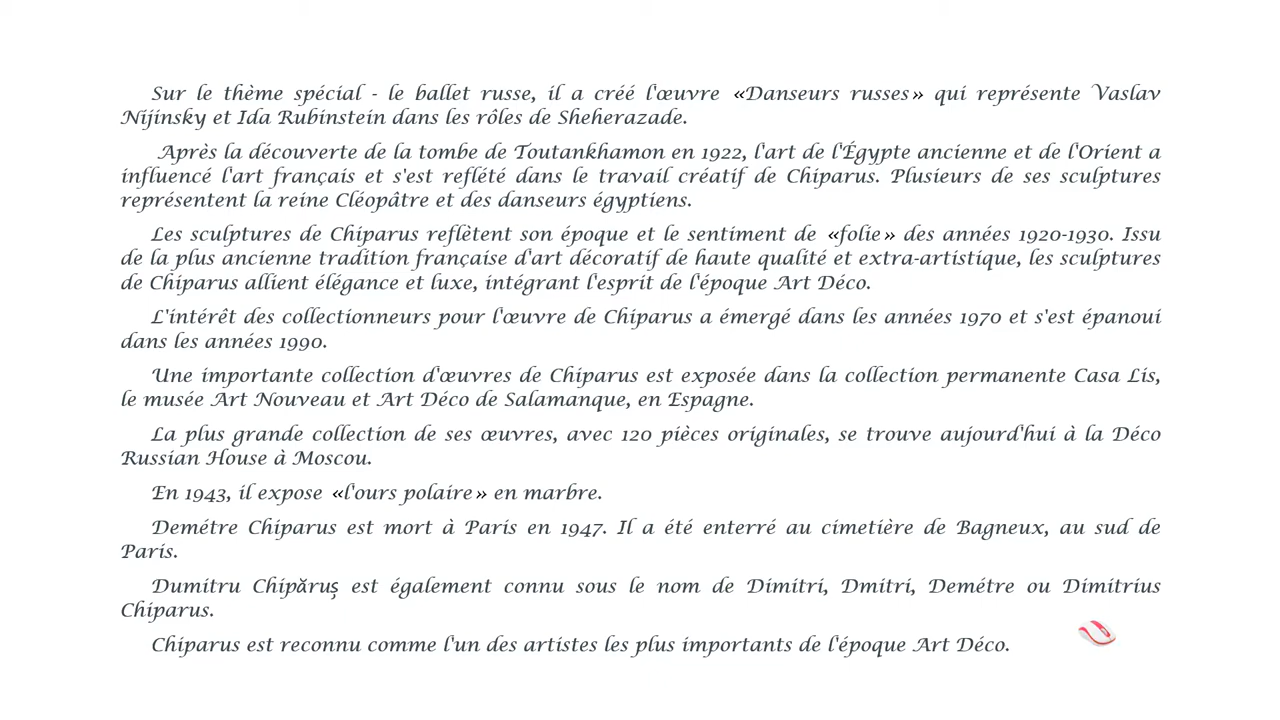 Sur le thème spécial - le ballet russe, il a créé l'œuvre «Danseurs russes» qui représente Vaslav
Nijinsky et Ida Rubinstein dans les rôles de Sheherazade.
Après la découverte de la tombe de Toutankhamon en 1922, l'art de l'Égypte ancienne et de l'Orient a
influencé l'art français et s'est reflété dans le travail créatif de Chiparus. Plusieurs de ses sculptures
représentent la reine Cléopâtre et des danseurs égyptiens.
Les sculptures de Chiparus reflètent son époque et le sentiment de «folie» des années 1920-1930. Issu
de la plus ancienne tradition française d'art décoratif de haute qualité et extra-artistique, les sculptures
de Chiparus allient élégance et luxe, intégrant l'esprit de l'époque Art Déco.
L'intérêt des collectionneurs pour l'œuvre de Chiparus a émergé dans les années 1970 et s'est épanoui
dans les années 1990.
Une importante collection d'œuvres de Chiparus est exposée dans la collection permanente Casa Lis,
le musée Art Nouveau et Art Déco de Salamanque, en Espagne.
La plus grande collection de ses œuvres, avec 120 pièces originales, se trouve aujourd'hui à la Déco
Russian House à Moscou.
En 1943, il expose «l'ours polaire» en marbre.
Demétre Chiparus est mort à Paris en 1947. Il a été enterré au cimetière de Bagneux, au sud de
Paris.
Dumitru Chipăruș est également connu sous le nom de Dimitri, Dmitri, Demétre ou Dimitrius
Chiparus.
Chiparus est reconnu comme l'un des artistes les plus importants de l'époque Art Déco.